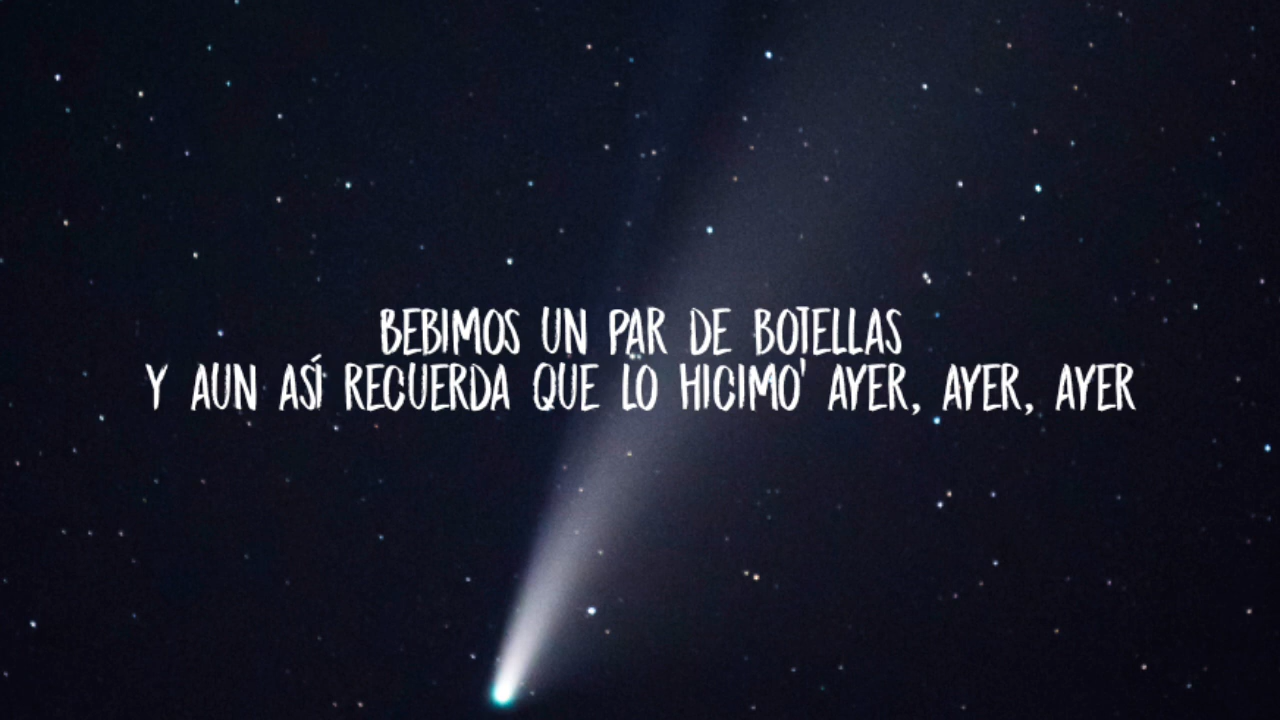 BEBIMOS UN PAR DE BOTELLAS
Y AUN ASÍ RECUERDA QUE LO HICIMO' AYER, AYER, AYER